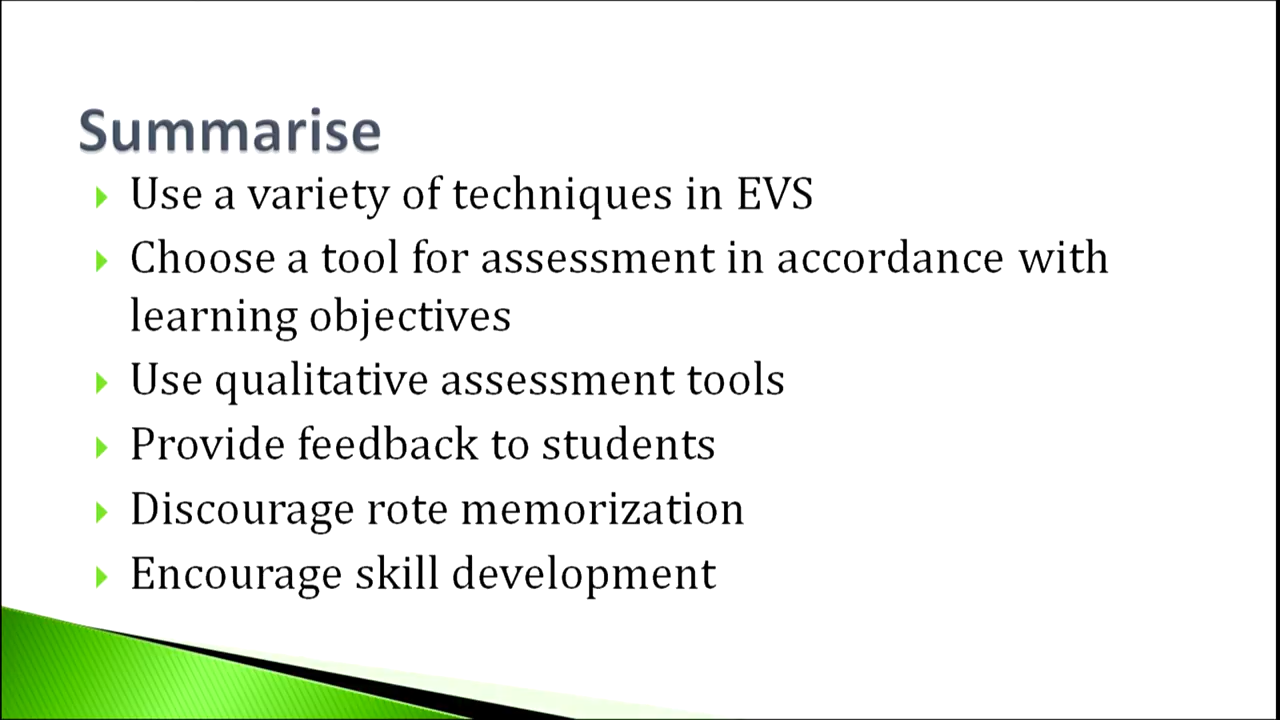 Summarise
Use a variety of techniques in EVS
Choose a tool for assessment in accordance with
learning objectives
Use qualitative assessment tools
Provide feedback to students
Discourage rote memorization
Encourage skill development